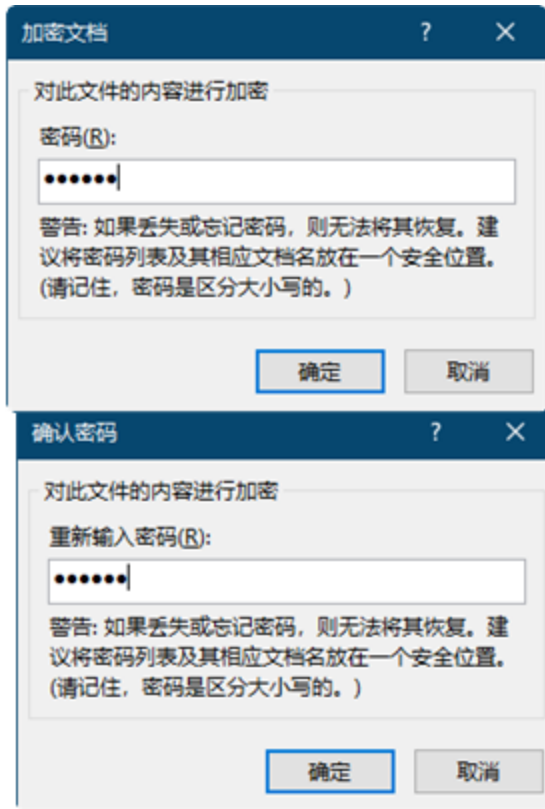 加密文档 ? ×
对此文件的内容进行加密
密码(R):
••••••
警告: 如果丢失或忘记密码，则无法将其恢复。建
议将密码列表及其相应文档名放在一个安全位置。
(请记住，密码是区分大小写的。)
确定 取消
确认密码 ? ×
对此文件的内容进行加密
重新输入密码(R):
••••••
警告: 如果丢失或忘记密码，则无法将其恢复。建
议将密码列表及其相应文档名放在一个安全位置。
(请记住，密码是区分大小写的。)
确定 取消